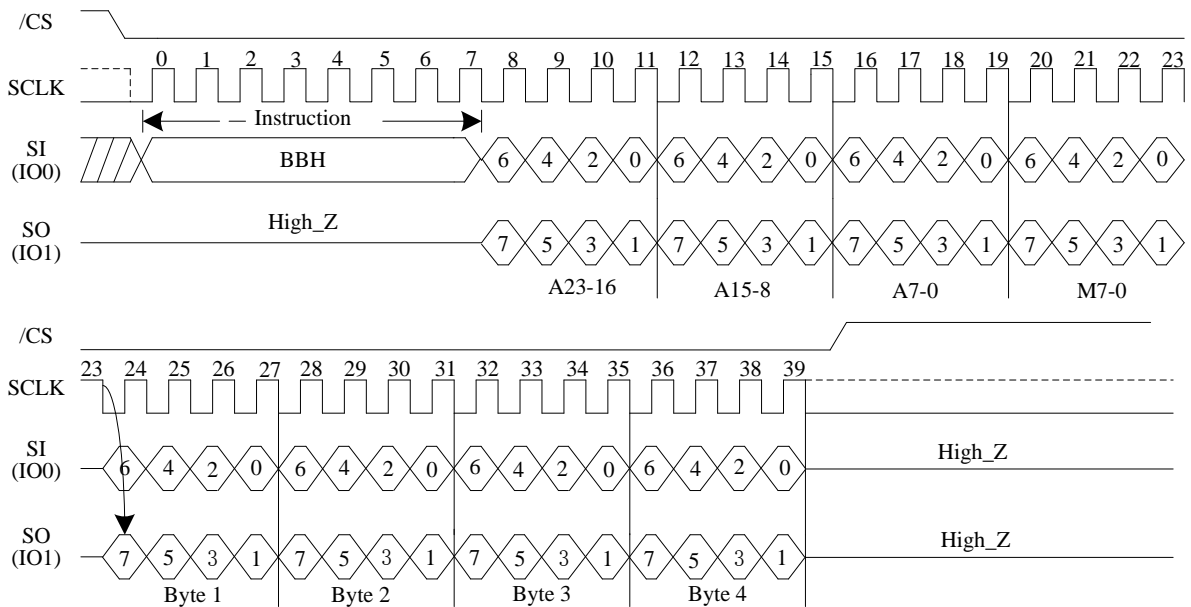 /CS
0 1 2 3 4 5 6 7 8 9 10 11 12 13 14 15 16 17 18 19 20 21 22 23
SCLK
Instruction
SI
(IO0)
BBH
6 4 2 0 6 4 2 0 6 4 2 0 6 4 2 0
SO
(IO1)
High_Z
7 5 3 1 7 5 3 1 7 5 3 1 7 5 3 1
A23-16 A15-8 A7-0 M7-0
/CS
23 24 25 26 27 28 29 30 31 32 33 34 35 36 37 38 39
SCLK
SI
(IO0)
6 4 2 0 6 4 2 0 6 4 2 0 6 4 2 0
High_Z
SO
(IO1)
7 5 3 1 7 5 3 1 7 5 3 1 7 5 3 1
High_Z
Byte 1 Byte 2 Byte 3 Byte 4